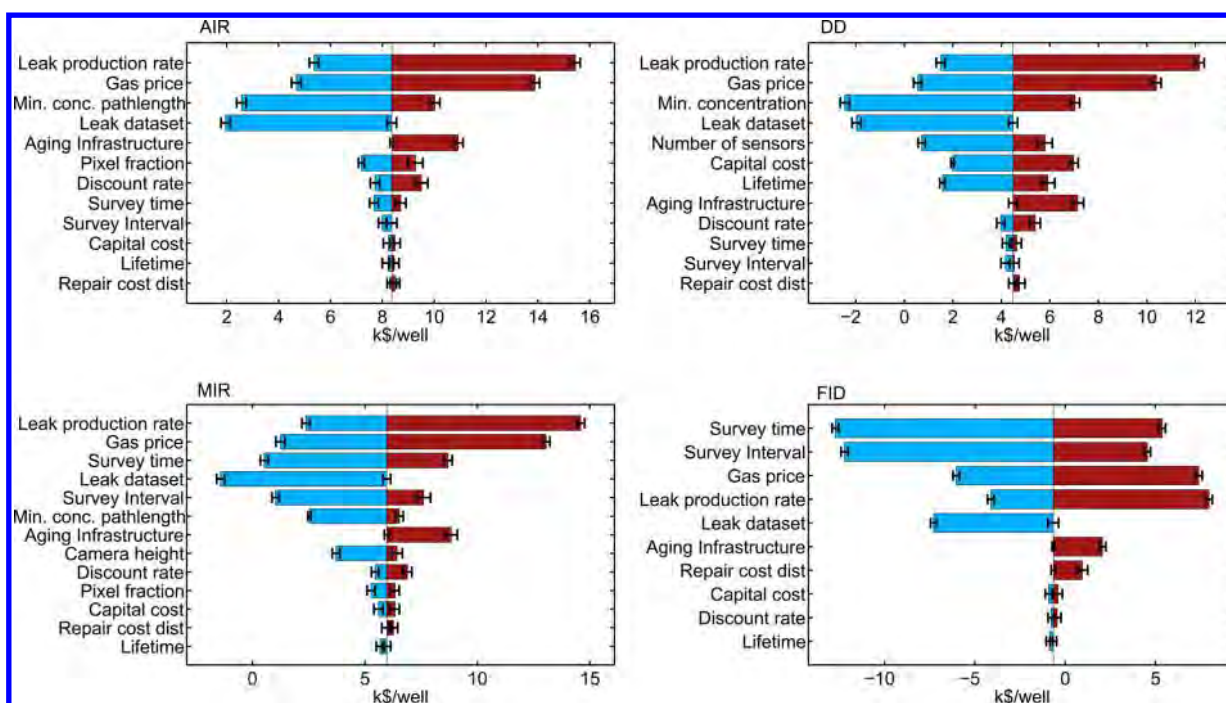 AIR
Leak production rate
Gas price
Min. conc. pathlength
Leak dataset
Aging Infrastructure
Pixel fraction
Discount rate
Survey time
Survey Interval
Capital cost
Lifetime
Repair cost dist
2 4 6 8 10 12 14 16
k$/well
DD
Leak production rate
Gas price
Min. concentration
Leak dataset
Number of sensors
Capital cost
Lifetime
Aging Infrastructure
Discount rate
Survey time
Survey Interval
Repair cost dist
−2 0 2 4 6 8 10 12
k$/well
MIR
Leak production rate
Gas price
Survey time
Leak dataset
Survey Interval
Min. conc. pathlength
Aging Infrastructure
Camera height
Discount rate
Pixel fraction
Capital cost
Repair cost dist
Lifetime
0 5 10 15
k$/well
FID
Survey time
Survey Interval
Gas price
Leak production rate
Leak dataset
Aging Infrastructure
Repair cost dist
Capital cost
Discount rate
Lifetime
−10 −5 0 5
k$/well